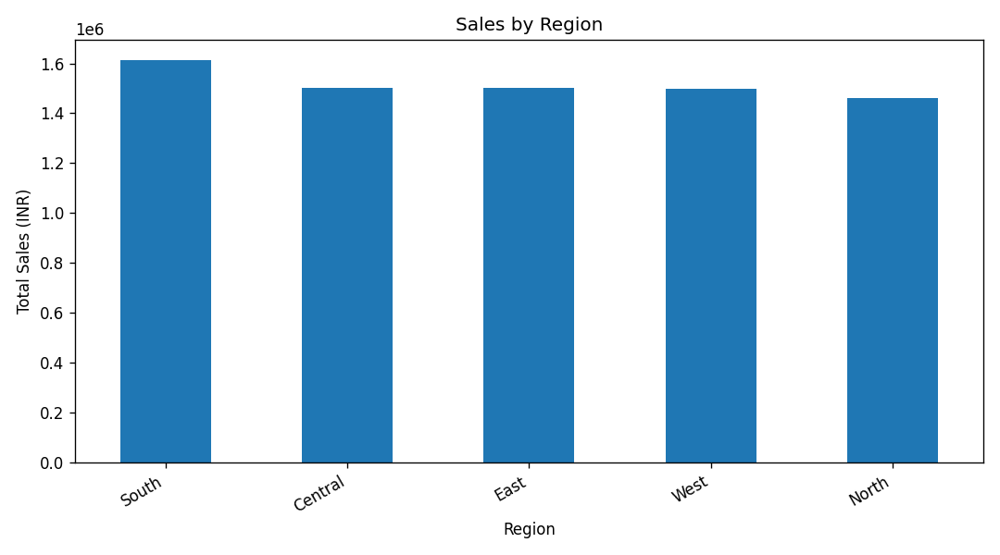 Sales by Region
1e6
1.6
1.4
1.2
1.0
0.8
0.6
0.4
0.2
0.0
Total Sales (INR)
South
Central
East
West
North
Region